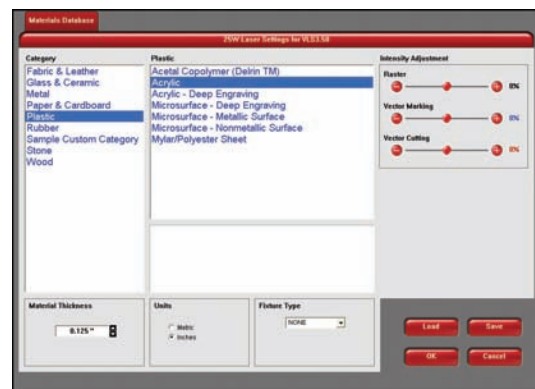 Materials Database
25W Laser Settings for VLS3.50
Category
Fabric & Leather
Glass & Ceramic
Metal
Paper & Cardboard
Plastic
Rubber
Sample Custom Category
Stone
Wood
Plastic
Acetal Copolymer (Delrin TM)
Acrylic
Acrylic - Deep Engraving
Microsurface - Deep Engraving
Microsurface - Metallic Surface
Microsurface - Nonmetallic Surface
Mylar/Polyester Sheet
Intensity Adjustment
Raster
0%
Vector Marking
0%
Vector Cutting
0%
Material Thickness
0.125 "
Units
Metric
Inches
Fixture Type
NONE
Load
Save
OK
Cancel